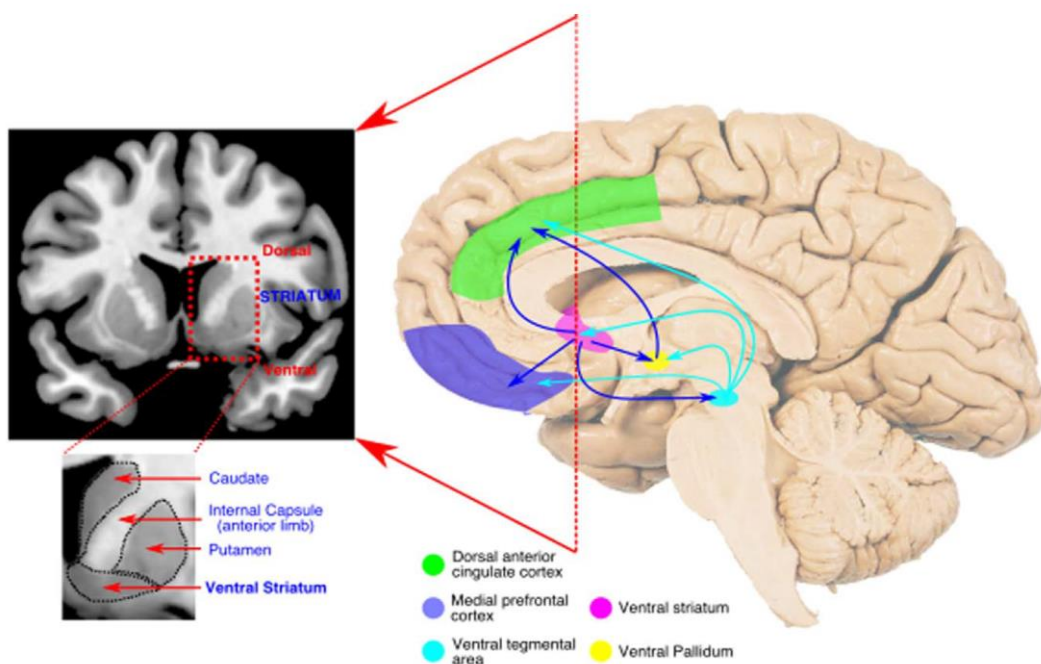 Dorsal
STRIATUM
Ventral
Caudate
Internal Capsule
(anterior limb)
Putamen
Ventral Striatum
Dorsal anterior
cingulate cortex
Medial prefrontal
cortex
Ventral tegmental
area
Ventral striatum
Ventral Pallidum